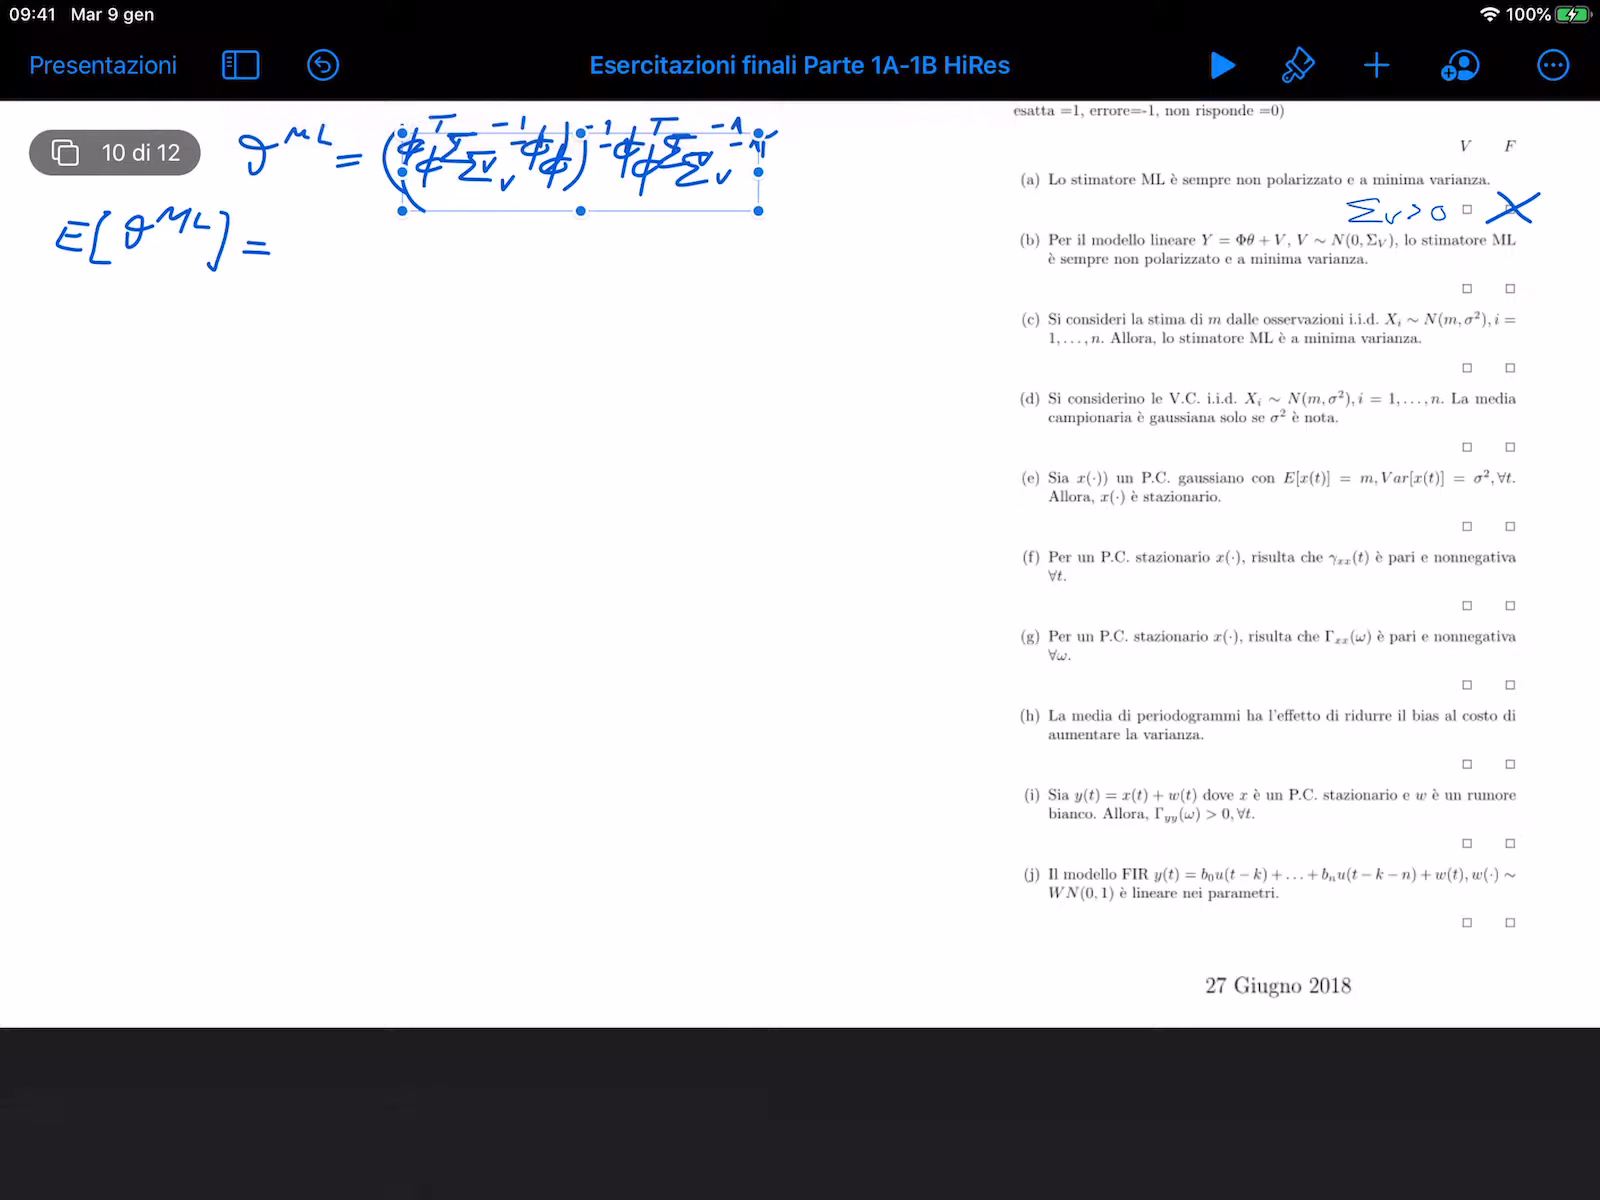 09:41 Mar 9 gen 100%
Presentazioni Esercitazioni finali Parte 1A-1B HiRes
10 di 12
esatta =1, errore=-1, non risponde =0)
V F
(a) Lo stimatore ML è sempre non polarizzato e a minima varianza.
Σv>0 □ X
(b) Per il modello lineare Y = Φθ + V, V ∼ N(0, Σ_V), lo stimatore ML
è sempre non polarizzato e a minima varianza.
□ □
(c) Si consideri la stima di m dalle osservazioni i.i.d. X_i ∼ N(m, σ²), i =
1, . . . , n. Allora, lo stimatore ML è a minima varianza.
□ □
(d) Si considerino le V.C. i.i.d. X_i ∼ N(m, σ²), i = 1, . . . , n. La media
campionaria è gaussiana solo se σ² è nota.
□ □
(e) Sia x(·)) un P.C. gaussiano con E[x(t)] = m, Var[x(t)] = σ², ∀t.
Allora, x(·) è stazionario.
□ □
(f) Per un P.C. stazionario x(·), risulta che γ_xx(t) è pari e nonnegativa
∀t.
□ □
(g) Per un P.C. stazionario x(·), risulta che Γ_xx(ω) è pari e nonnegativa
∀ω.
□ □
(h) La media di periodogrammi ha l'effetto di ridurre il bias al costo di
aumentare la varianza.
□ □
(i) Sia y(t) = x(t) + w(t) dove x è un P.C. stazionario e w è un rumore
bianco. Allora, Γ_yy(ω) > 0, ∀t.
□ □
(j) Il modello FIR y(t) = b₀u(t − k) + . . . + b_nu(t − k − n) + w(t), w(·) ∼
WN(0, 1) è lineare nei parametri.
□ □
27 Giugno 2018
ϑ^ML =
E[ϑ^ML] =